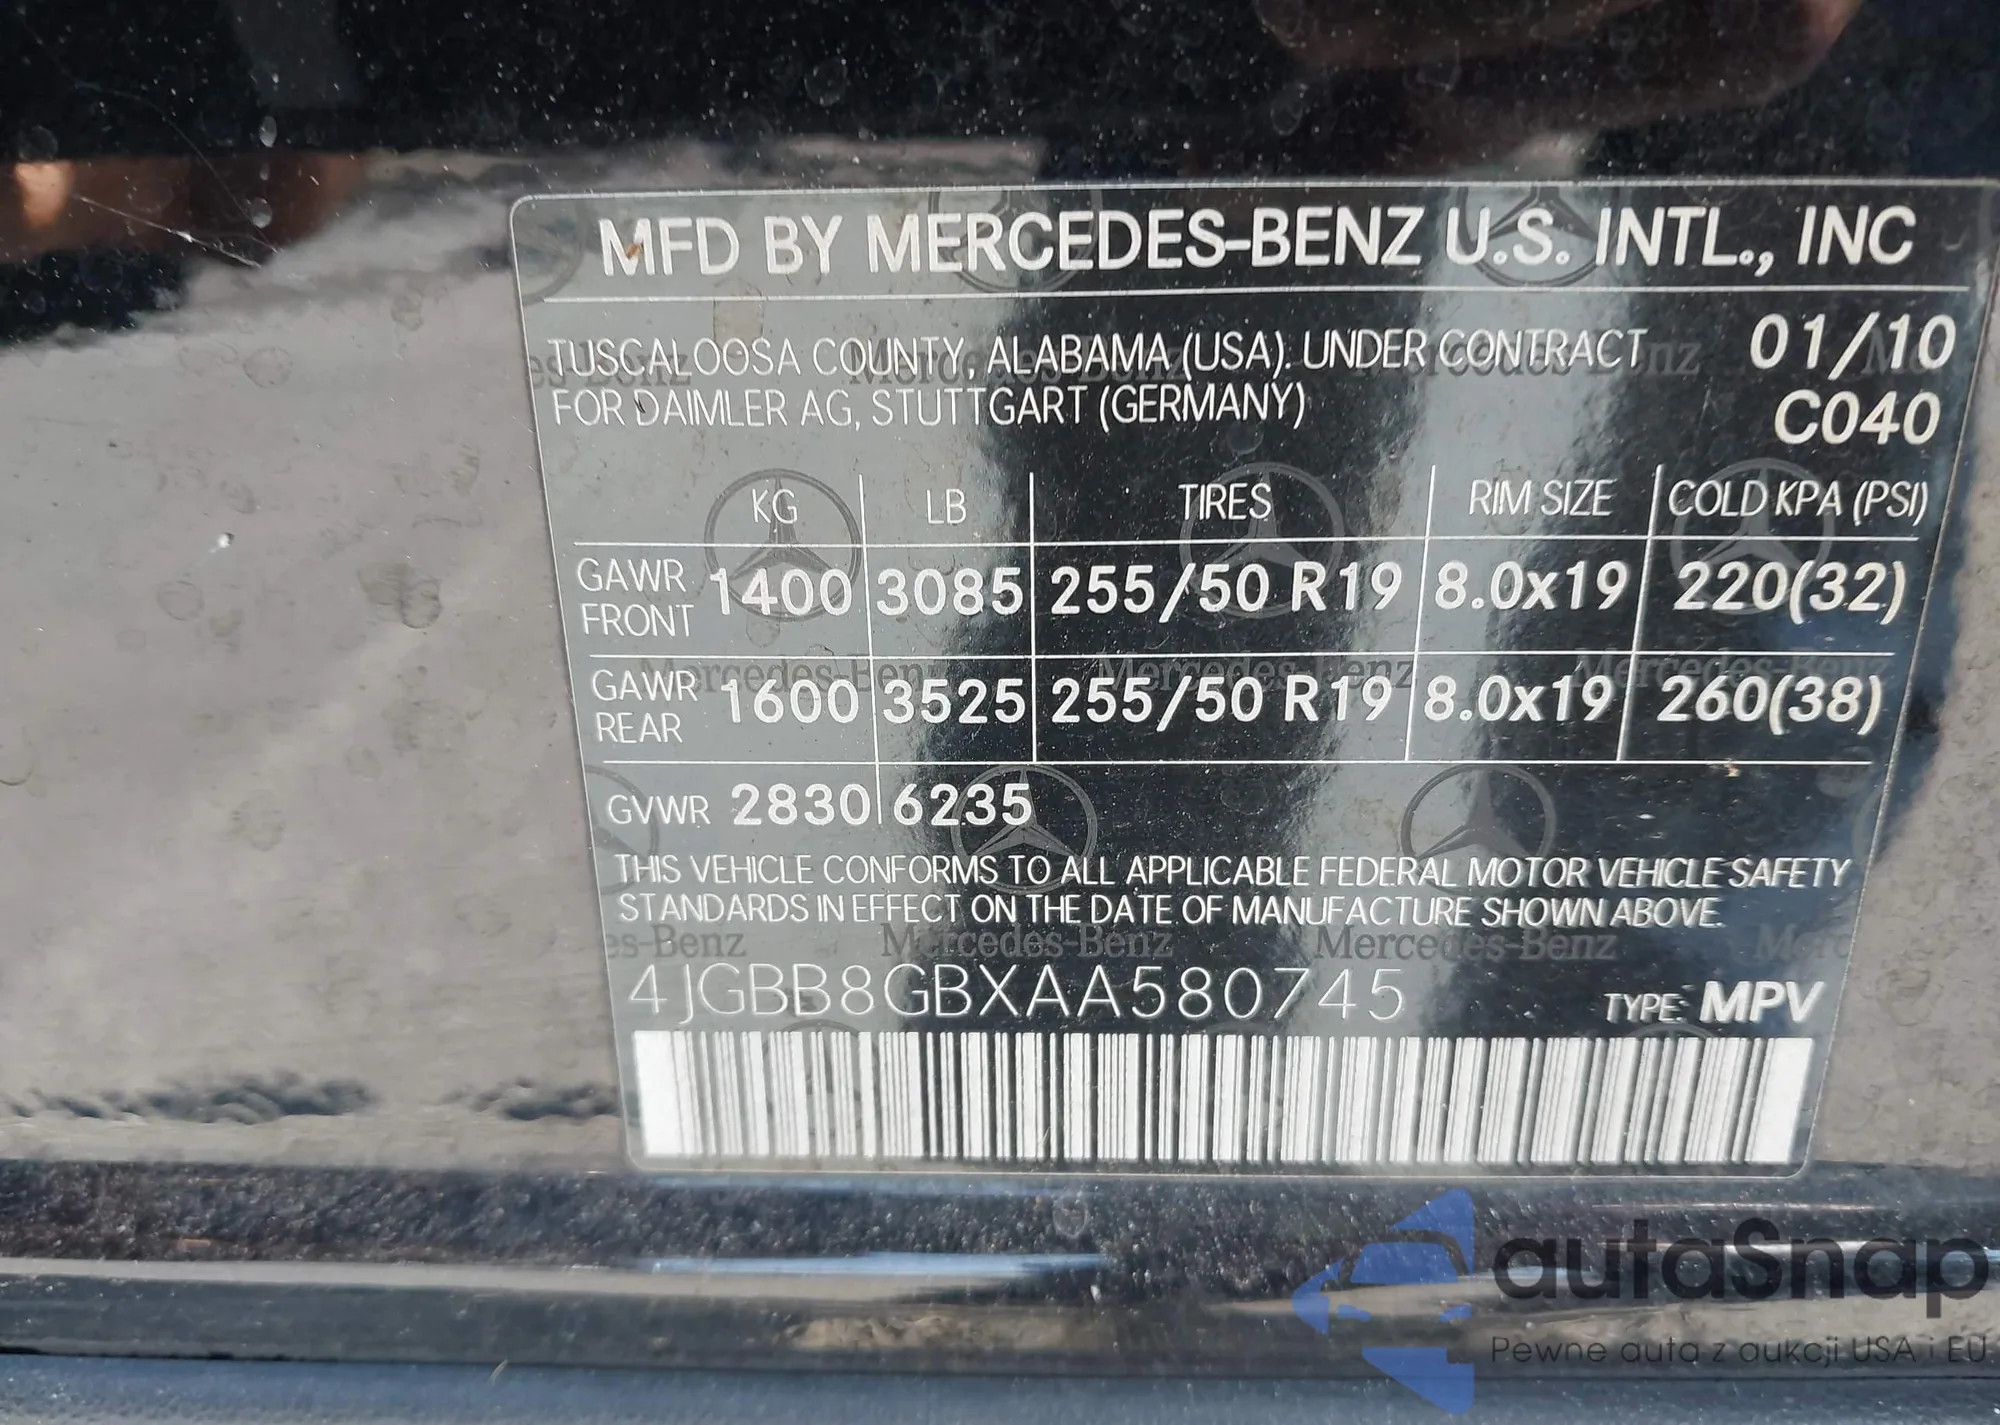 MFD BY MERCEDES-BENZ U.S. INTL., INC
TUSCALOOSA COUNTY, ALABAMA (USA). UNDER CONTRACT 01/10
FOR DAIMLER AG, STUTTGART (GERMANY) C040
KG LB TIRES RIM SIZE COLD KPA (PSI)
GAWR FRONT 1400 3085 255/50 R19 8.0x19 220(32)
GAWR REAR 1600 3525 255/50 R19 8.0x19 260(38)
GVWR 2830 6235
THIS VEHICLE CONFORMS TO ALL APPLICABLE FEDERAL MOTOR VEHICLE SAFETY
STANDARDS IN EFFECT ON THE DATE OF MANUFACTURE SHOWN ABOVE.
4JGBB8GBXAA580745 TYPE: MPV
autaSnap
Pewne auta z aukcji USA i EU